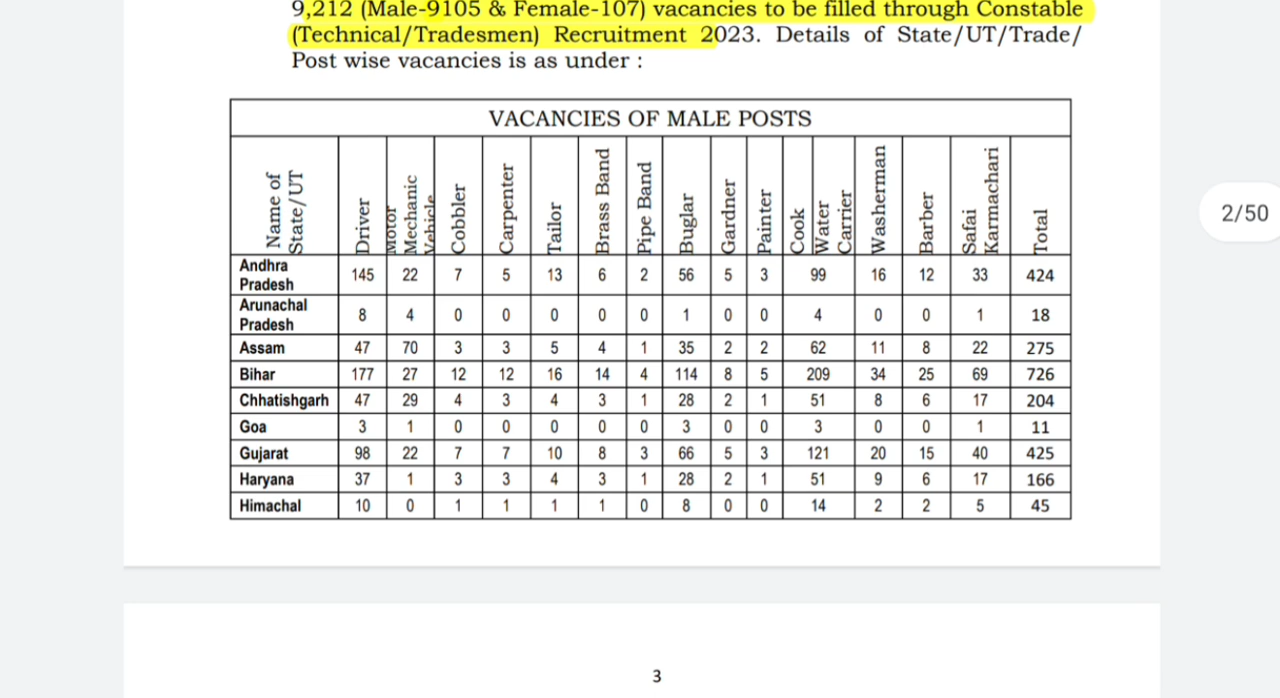 9,212 (Male-9105 & Female-107) vacancies to be filled through Constable
(Technical/Tradesmen) Recruitment 2023. Details of State/UT/Trade/
Post wise vacancies is as under :
VACANCIES OF MALE POSTS
Name of State/UT Driver Motor Mechanic Vehicle Cobbler Carpenter Tailor Brass Band Pipe Band Buglar Gardner Painter Cook Water Carrier Washerman Barber Safai Karmachari Total
Andhra Pradesh 145 22 7 5 13 6 2 56 5 3 99 16 12 33 424
Arunachal Pradesh 8 4 0 0 0 0 0 1 0 0 4 0 0 1 18
Assam 47 70 3 3 5 4 1 35 2 2 62 11 8 22 275
Bihar 177 27 12 12 16 14 4 114 8 5 209 34 25 69 726
Chhatishgarh 47 29 4 3 4 3 1 28 2 1 51 8 6 17 204
Goa 3 1 0 0 0 0 0 3 0 0 3 0 0 1 11
Gujarat 98 22 7 7 10 8 3 66 5 3 121 20 15 40 425
Haryana 37 1 3 3 4 3 1 28 2 1 51 9 6 17 166
Himachal 10 0 1 1 1 1 0 8 0 0 14 2 2 5 45
2/50
3